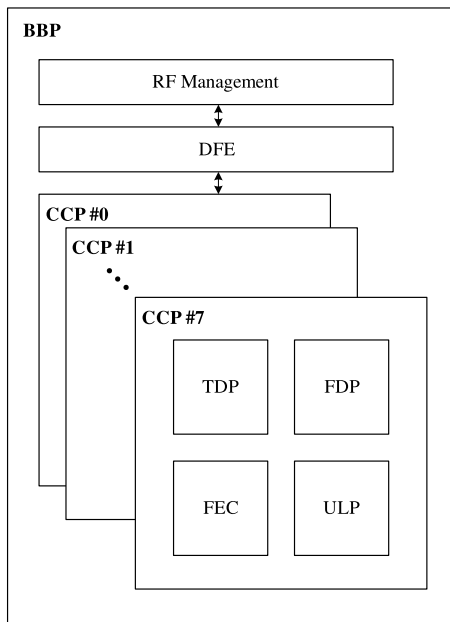 BBP
RF Management
DFE
CCP #0
CCP #1
CCP #7
TDP
FDP
FEC
ULP